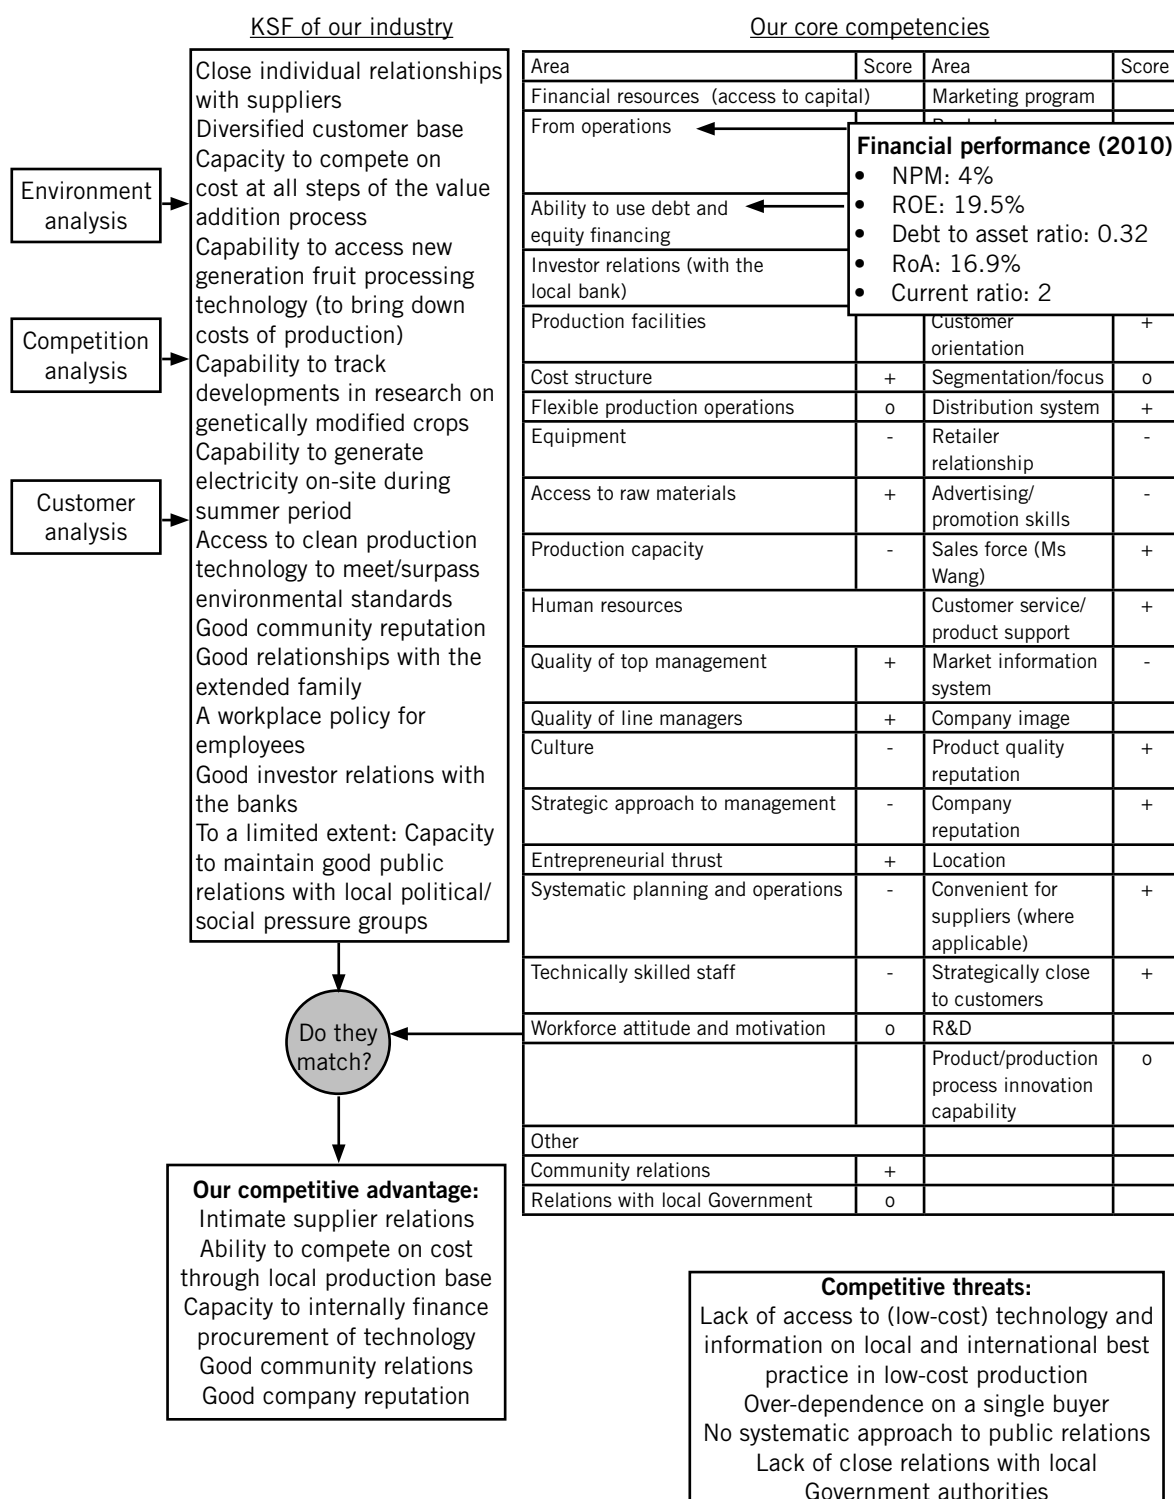 KSF of our industry
Close individual relationships
with suppliers
Diversified customer base
Capacity to compete on
cost at all steps of the value
addition process
Capability to access new
generation fruit processing
technology (to bring down
costs of production)
Capability to track
developments in research on
genetically modified crops
Capability to generate
electricity on-site during
summer period
Access to clean production
technology to meet/surpass
environmental standards
Good community reputation
Good relationships with the
extended family
A workplace policy for
employees
Good investor relations with
the banks
To a limited extent: Capacity
to maintain good public
relations with local political/
social pressure groups
Environment
analysis
Competition
analysis
Customer
analysis
Do they
match?
Our competitive advantage:
Intimate supplier relations
Ability to compete on cost
through local production base
Capacity to internally finance
procurement of technology
Good community relations
Good company reputation
Our core competencies
Area Score Area Score
Financial resources (access to capital) Marketing program
From operations
Ability to use debt and
equity financing
Investor relations (with the
local bank)
Financial performance (2010)
• NPM: 4%
• ROE: 19.5%
• Debt to asset ratio: 0.32
• RoA: 16.9%
• Current ratio: 2
Production facilities Customer +
orientation
Cost structure + Segmentation/focus o
Flexible production operations o Distribution system +
Equipment - Retailer -
relationship
Access to raw materials + Advertising/ -
promotion skills
Production capacity - Sales force (Ms +
Wang)
Human resources Customer service/ +
product support
Quality of top management + Market information -
system
Quality of line managers + Company image
Culture - Product quality +
reputation
Strategic approach to management - Company +
reputation
Entrepreneurial thrust + Location
Systematic planning and operations - Convenient for +
suppliers (where
applicable)
Technically skilled staff - Strategically close +
to customers
Workforce attitude and motivation o R&D
Product/production o
process innovation
capability
Other
Community relations +
Relations with local Government o
Competitive threats:
Lack of access to (low-cost) technology and
information on local and international best
practice in low-cost production
Over-dependence on a single buyer
No systematic approach to public relations
Lack of close relations with local
Government authorities